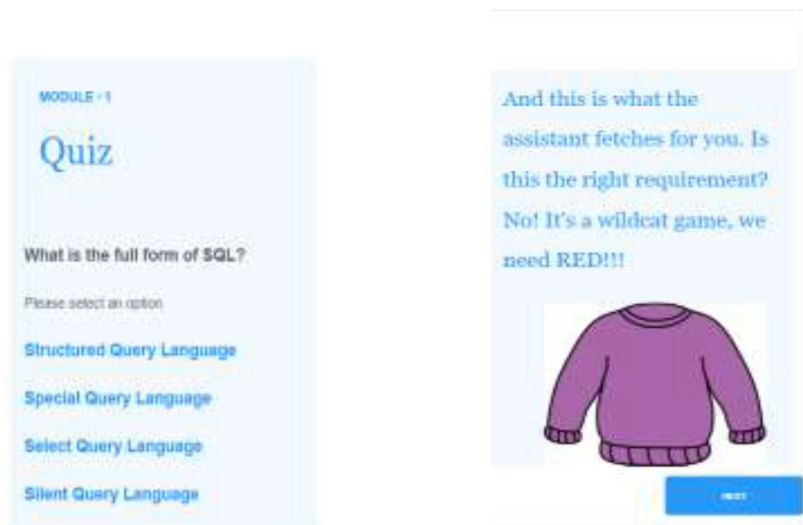 MODULE - 1
Quiz
What is the full form of SQL?
Please select an option
Structured Query Language
Special Query Language
Select Query Language
Silent Query Language
And this is what the
assistant fetches for you. Is
this the right requirement?
No! It's a wildcat game, we
need RED!!!
NEXT